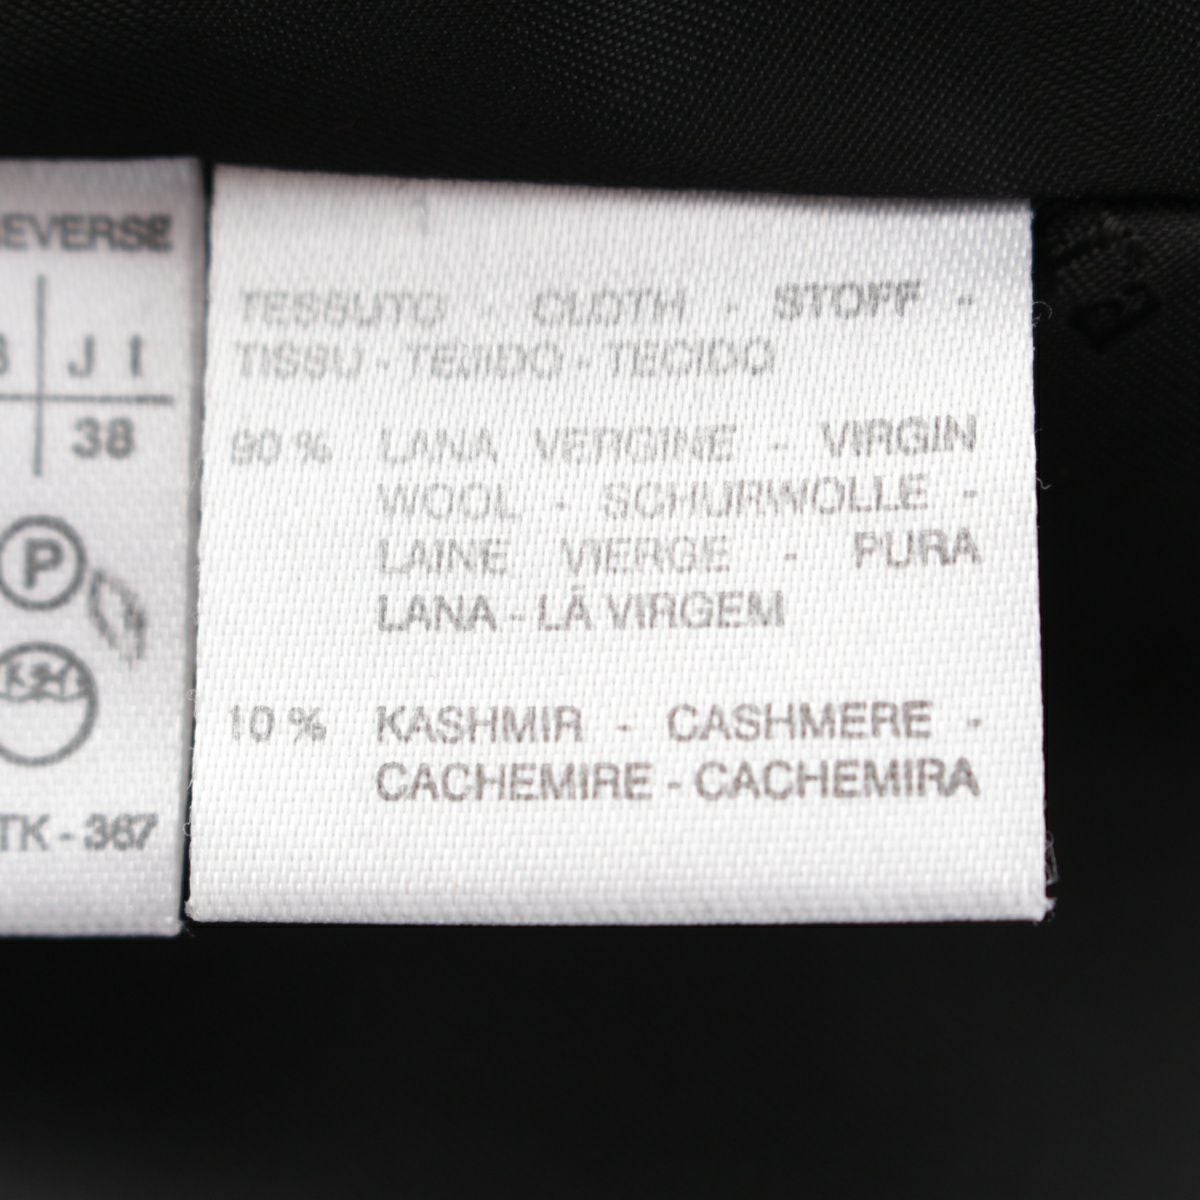 REVERSE
J I
38
P
TK - 367
TESSUTO - CLOTH - STOFF -
TISSU - TEJIDO - TECIDO
90 % LANA VERGINE - VIRGIN
WOOL - SCHURWOLLE -
LAINE VIERGE - PURA
LANA - LÃ VIRGEM
10 % KASHMIR - CASHMERE -
CACHEMIRE - CACHEMIRA